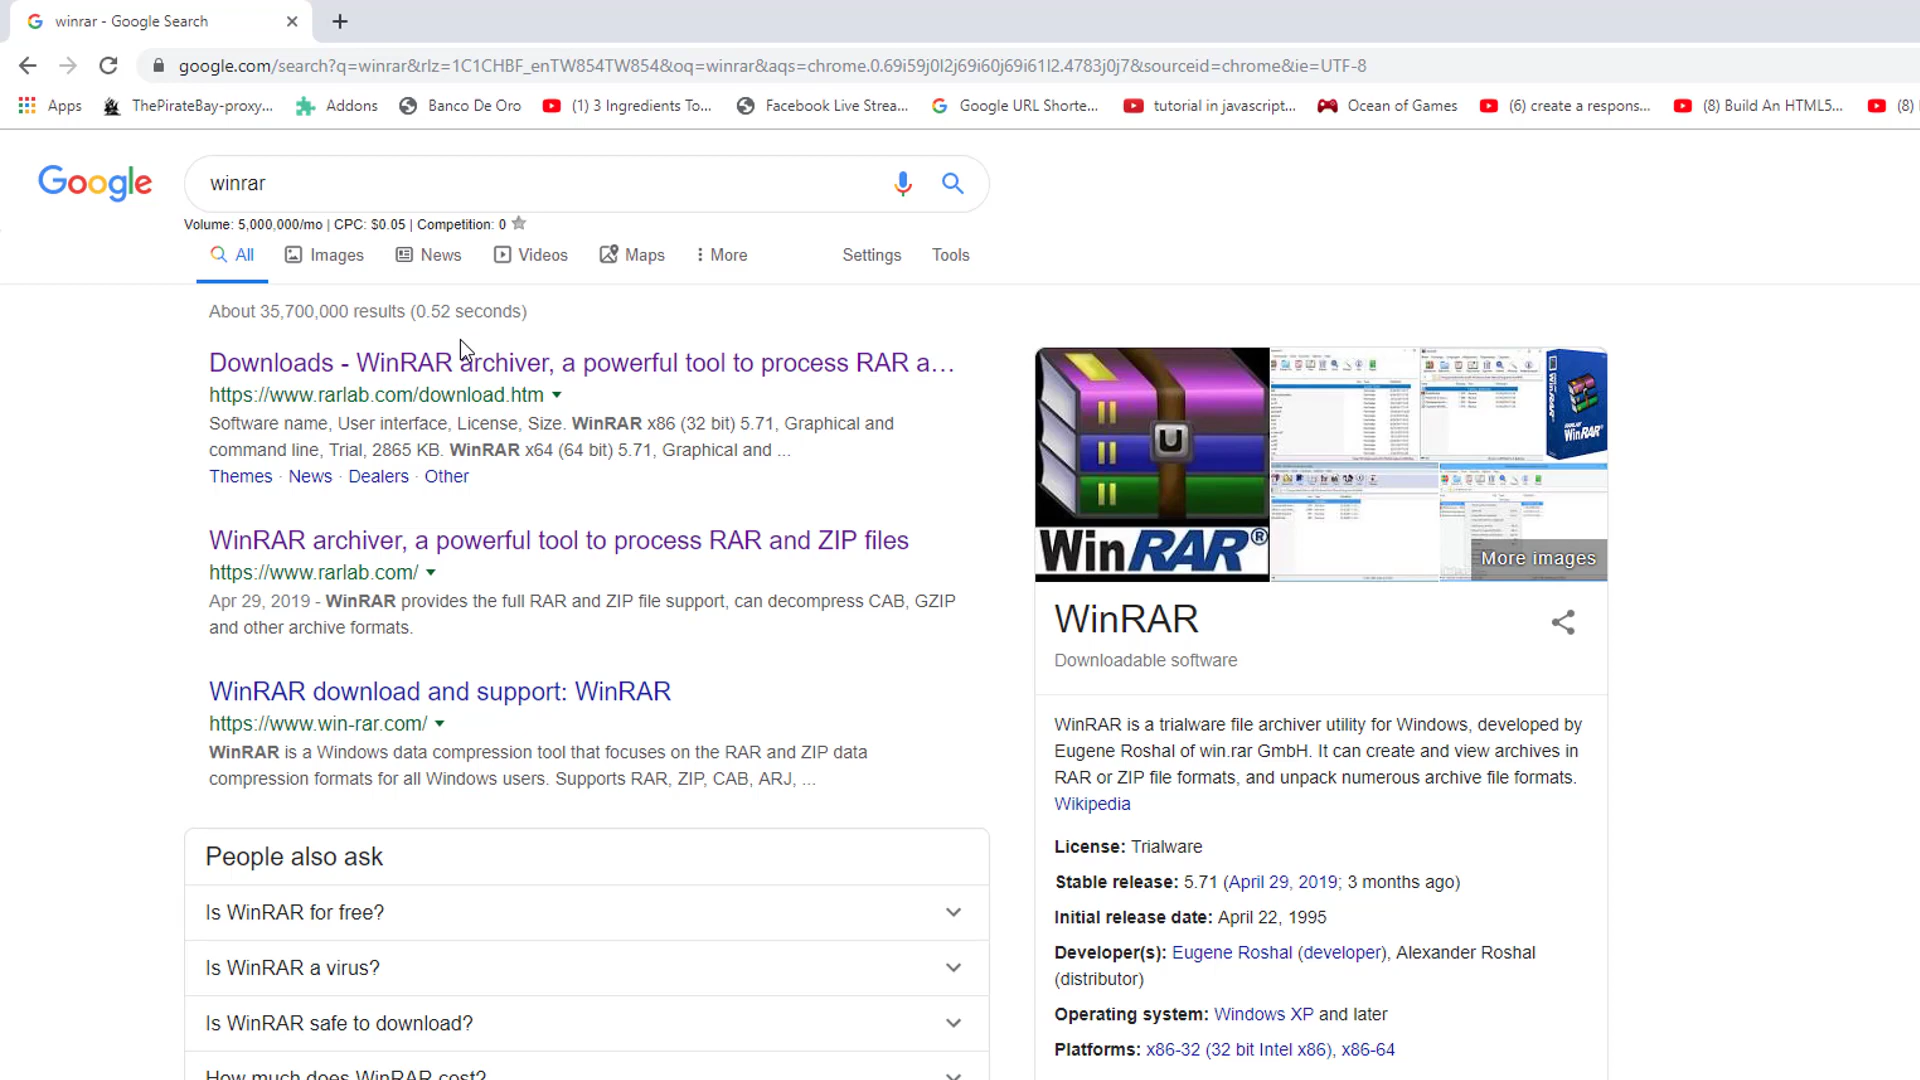 winrar - Google Search
google.com/search?q=winrar&rlz=1C1CHBF_enTW854TW854&oq=winrar&aqs=chrome.0.69i59j0l2j69i60j69i61l2.4783j0j7&sourceid=chrome&ie=UTF-8
Apps ThePirateBay-proxy... Addons Banco De Oro (1) 3 Ingredients To... Facebook Live Strea... Google URL Shorte... tutorial in javascript... Ocean of Games (6) create a respons... (8) Build An HTML5... (8)
Google
winrar
Volume: 5,000,000/mo | CPC: $0.05 | Competition: 0
All Images News Videos Maps More Settings Tools
About 35,700,000 results (0.52 seconds)
Downloads - WinRAR archiver, a powerful tool to process RAR a...
https://www.rarlab.com/download.htm
Software name, User interface, License, Size. WinRAR x86 (32 bit) 5.71, Graphical and
command line, Trial, 2865 KB. WinRAR x64 (64 bit) 5.71, Graphical and ...
Themes · News · Dealers · Other
WinRAR archiver, a powerful tool to process RAR and ZIP files
https://www.rarlab.com/
Apr 29, 2019 - WinRAR provides the full RAR and ZIP file support, can decompress CAB, GZIP
and other archive formats.
WinRAR download and support: WinRAR
https://www.win-rar.com/
WinRAR is a Windows data compression tool that focuses on the RAR and ZIP data
compression formats for all Windows users. Supports RAR, ZIP, CAB, ARJ, ...
People also ask
Is WinRAR for free?
Is WinRAR a virus?
Is WinRAR safe to download?
How much does WinRAR cost?
U
WinRAR®
WinRAR
More images
WinRAR
Downloadable software
WinRAR is a trialware file archiver utility for Windows, developed by
Eugene Roshal of win.rar GmbH. It can create and view archives in
RAR or ZIP file formats, and unpack numerous archive file formats.
Wikipedia
License: Trialware
Stable release: 5.71 (April 29, 2019; 3 months ago)
Initial release date: April 22, 1995
Developer(s): Eugene Roshal (developer), Alexander Roshal
(distributor)
Operating system: Windows XP and later
Platforms: x86-32 (32 bit Intel x86), x86-64